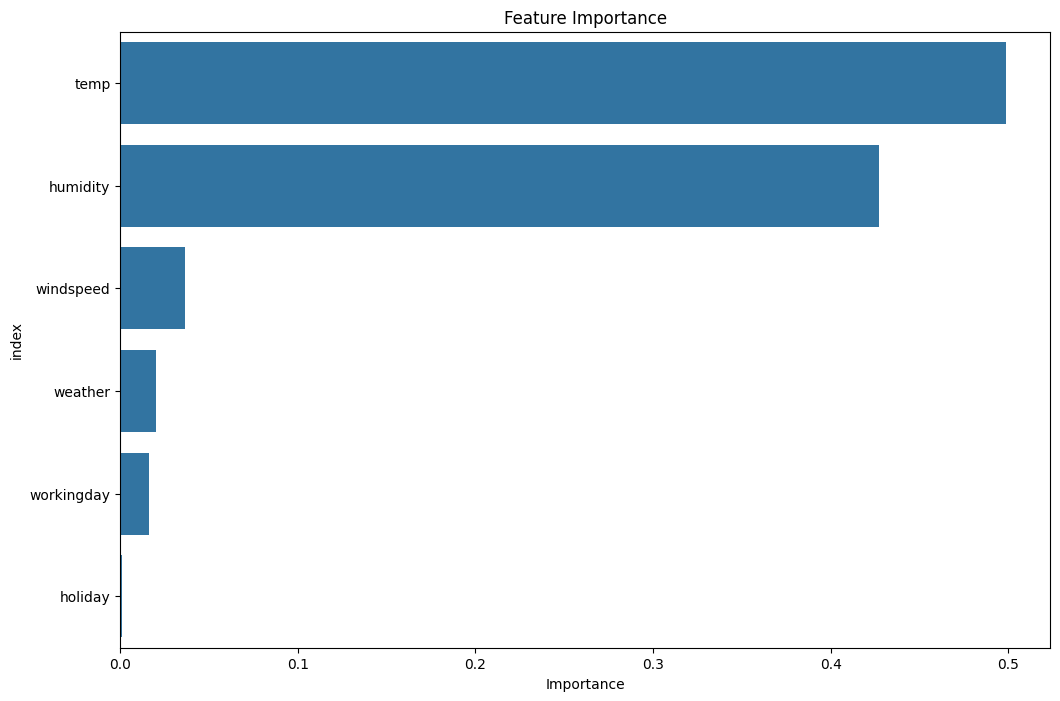 Feature Importance
temp
humidity
windspeed
weather
workingday
holiday
index
0.0 0.1 0.2 0.3 0.4 0.5
Importance